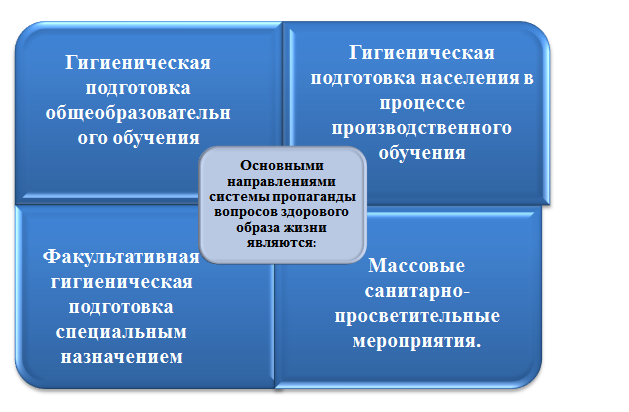 Гигиеническая
подготовка
общеобразовательн
ого обучения
Гигиеническая
подготовка населения в
процессе
производственного
обучения
Основными
направлениями
системы пропаганды
вопросов здорового
образа жизни
являются:
Факультативная
гигиеническая
подготовка
специальным
назначением
Массовые
санитарно-
просветительные
мероприятия.